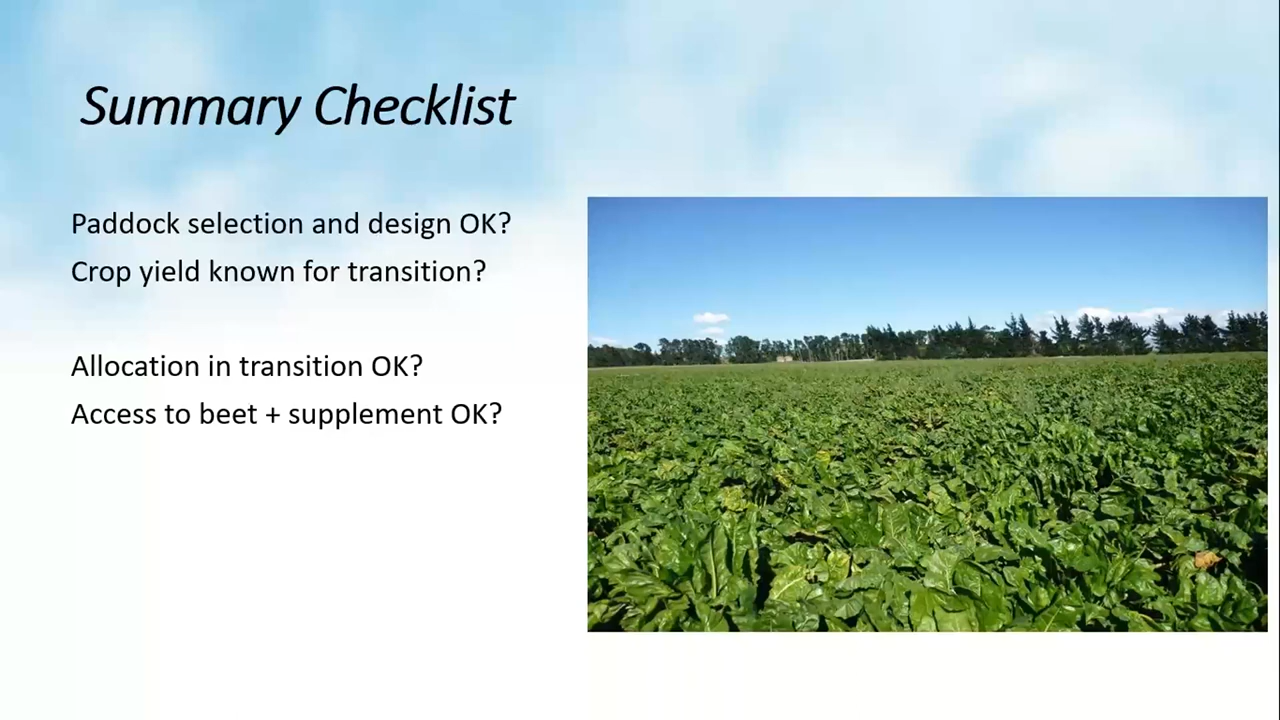 Summary Checklist
Paddock selection and design OK?
Crop yield known for transition?
Allocation in transition OK?
Access to beet + supplement OK?